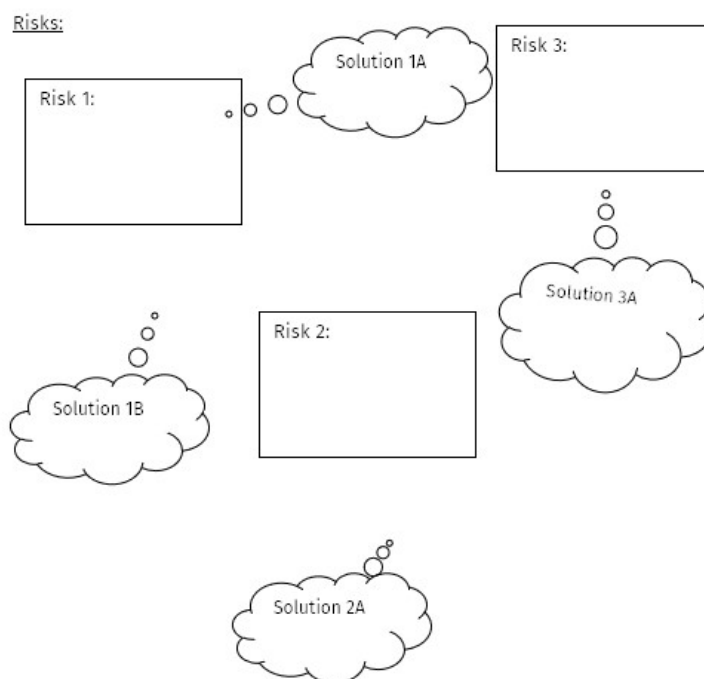 Risks:
Solution 1A
Risk 3:
Risk 1:
Solution 3A
Risk 2:
Solution 1B
Solution 2A